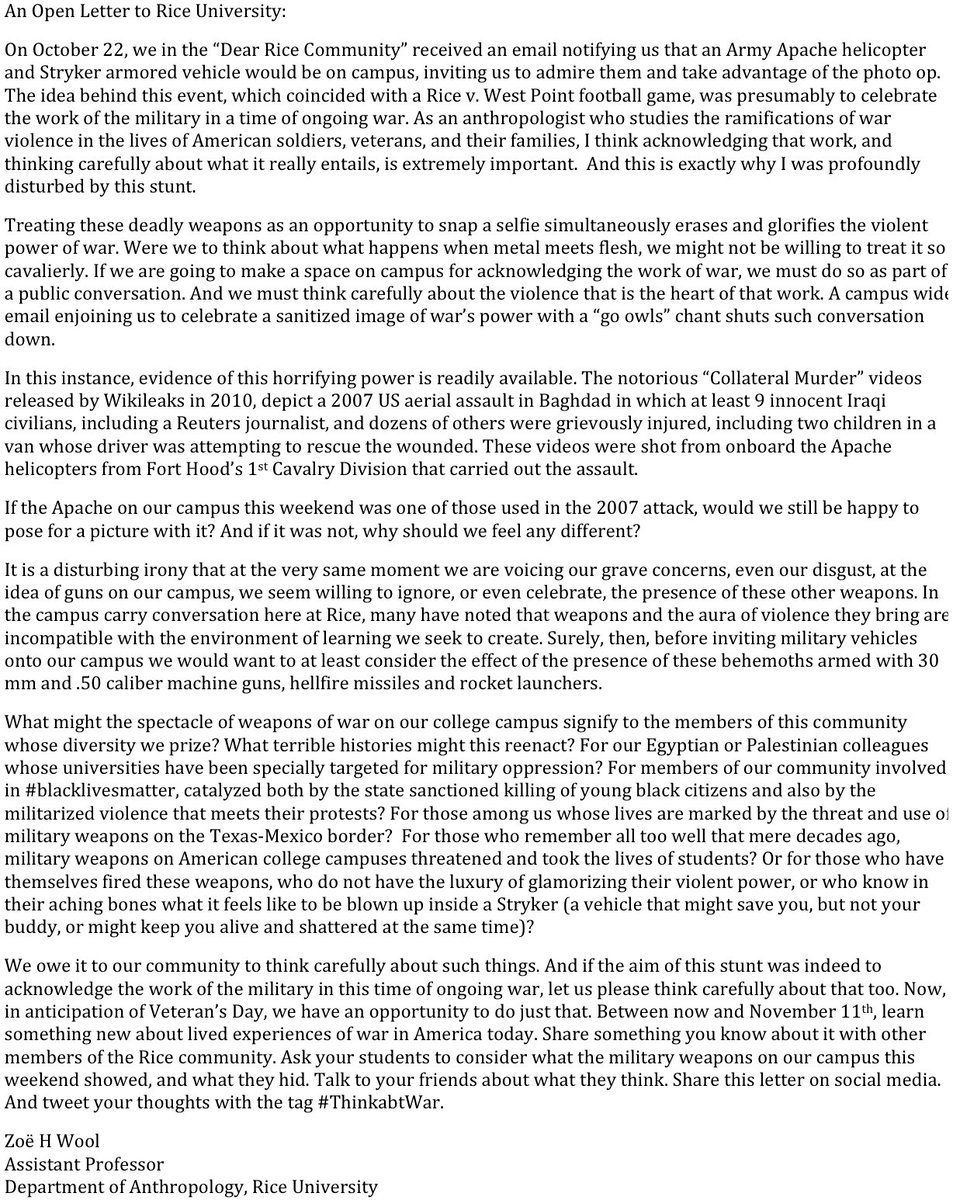 An Open Letter to Rice University:
On October 22, we in the “Dear Rice Community” received an email notifying us that an Army Apache helicopter
and Stryker armored vehicle would be on campus, inviting us to admire them and take advantage of the photo op.
The idea behind this event, which coincided with a Rice v. West Point football game, was presumably to celebrate
the work of the military in a time of ongoing war. As an anthropologist who studies the ramifications of war
violence in the lives of American soldiers, veterans, and their families, I think acknowledging that work, and
thinking carefully about what it really entails, is extremely important.  And this is exactly why I was profoundly
disturbed by this stunt.
Treating these deadly weapons as an opportunity to snap a selfie simultaneously erases and glorifies the violent
power of war. Were we to think about what happens when metal meets flesh, we might not be willing to treat it so
cavalierly. If we are going to make a space on campus for acknowledging the work of war, we must do so as part of
a public conversation. And we must think carefully about the violence that is the heart of that work. A campus wide
email enjoining us to celebrate a sanitized image of war’s power with a “go owls” chant shuts such conversation
down.
In this instance, evidence of this horrifying power is readily available. The notorious “Collateral Murder” videos
released by Wikileaks in 2010, depict a 2007 US aerial assault in Baghdad in which at least 9 innocent Iraqi
civilians, including a Reuters journalist, and dozens of others were grievously injured, including two children in a
van whose driver was attempting to rescue the wounded. These videos were shot from onboard the Apache
helicopters from Fort Hood’s 1st Cavalry Division that carried out the assault.
If the Apache on our campus this weekend was one of those used in the 2007 attack, would we still be happy to
pose for a picture with it? And if it was not, why should we feel any different?
It is a disturbing irony that at the very same moment we are voicing our grave concerns, even our disgust, at the
idea of guns on our campus, we seem willing to ignore, or even celebrate, the presence of these other weapons. In
the campus carry conversation here at Rice, many have noted that weapons and the aura of violence they bring are
incompatible with the environment of learning we seek to create. Surely, then, before inviting military vehicles
onto our campus we would want to at least consider the effect of the presence of these behemoths armed with 30
mm and .50 caliber machine guns, hellfire missiles and rocket launchers.
What might the spectacle of weapons of war on our college campus signify to the members of this community
whose diversity we prize? What terrible histories might this reenact? For our Egyptian or Palestinian colleagues
whose universities have been specially targeted for military oppression? For members of our community involved
in #blacklivesmatter, catalyzed both by the state sanctioned killing of young black citizens and also by the
militarized violence that meets their protests? For those among us whose lives are marked by the threat and use of
military weapons on the Texas-Mexico border?  For those who remember all too well that mere decades ago,
military weapons on American college campuses threatened and took the lives of students? Or for those who have
themselves fired these weapons, who do not have the luxury of glamorizing their violent power, or who know in
their aching bones what it feels like to be blown up inside a Stryker (a vehicle that might save you, but not your
buddy, or might keep you alive and shattered at the same time)?
We owe it to our community to think carefully about such things. And if the aim of this stunt was indeed to
acknowledge the work of the military in this time of ongoing war, let us please think carefully about that too. Now,
in anticipation of Veteran’s Day, we have an opportunity to do just that. Between now and November 11th, learn
something new about lived experiences of war in America today. Share something you know about it with other
members of the Rice community. Ask your students to consider what the military weapons on our campus this
weekend showed, and what they hid. Talk to your friends about what they think. Share this letter on social media.
And tweet your thoughts with the tag #ThinkabtWar.
Zoë H Wool
Assistant Professor
Department of Anthropology, Rice University